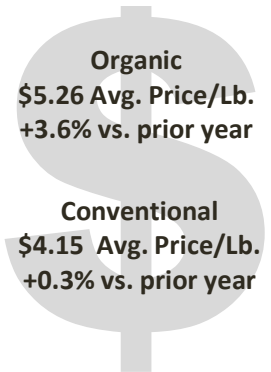 Organic
$5.26 Avg. Price/Lb.
+3.6% vs. prior year
Conventional
$4.15 Avg. Price/Lb.
+0.3% vs. prior year